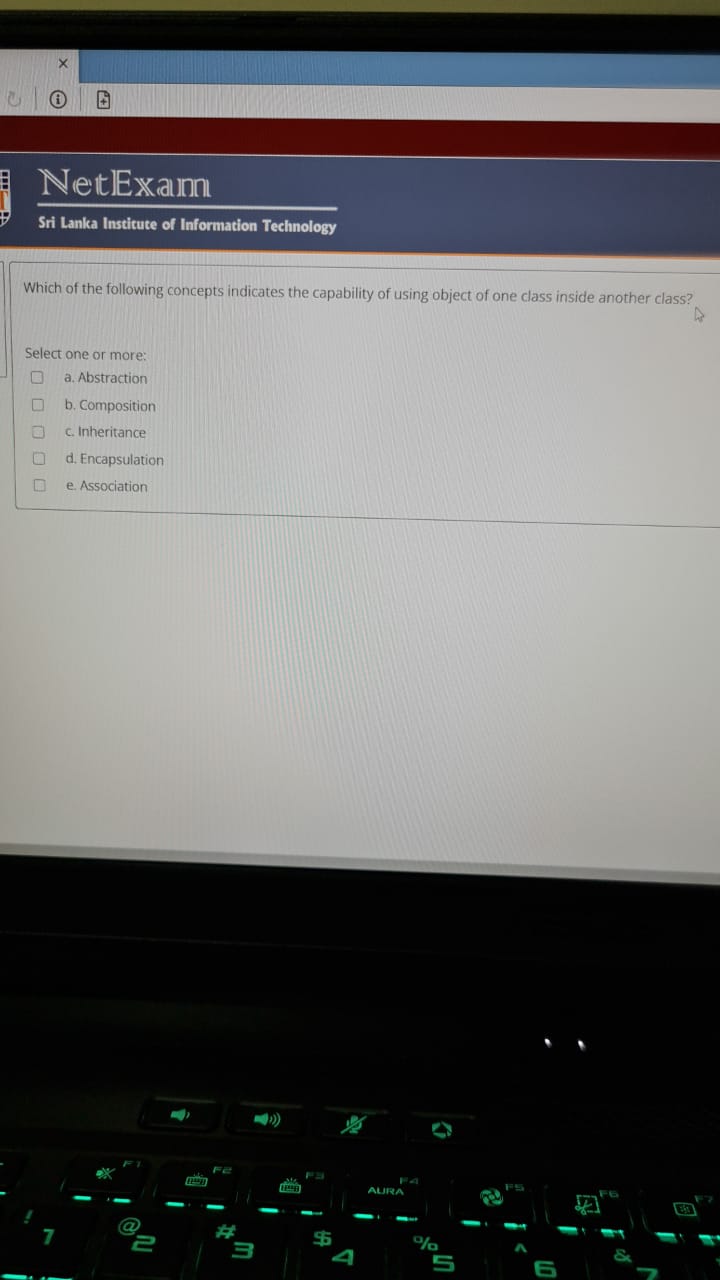 NetExam
Sri Lanka Institute of Information Technology
Which of the following concepts indicates the capability of using object of one class inside another class?
Select one or more:
a. Abstraction
b. Composition
c. Inheritance
d. Encapsulation
e. Association
F1 F2 F3 F4 F5 F6 F7
AURA
! @ # $ % ^ &
1 2 3 4 5 6 7